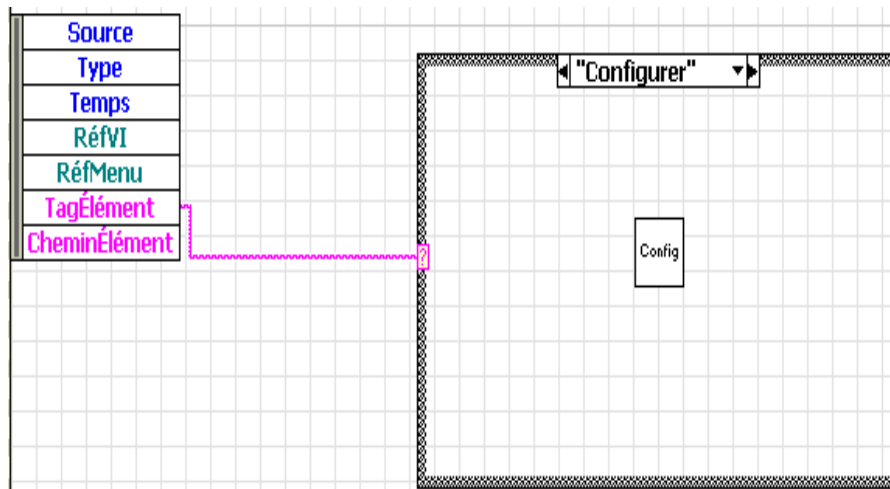 Source
Type
Temps
RéfVI
RéfMenu
TagÉlément
CheminÉlément
"Configurer"
?
Config